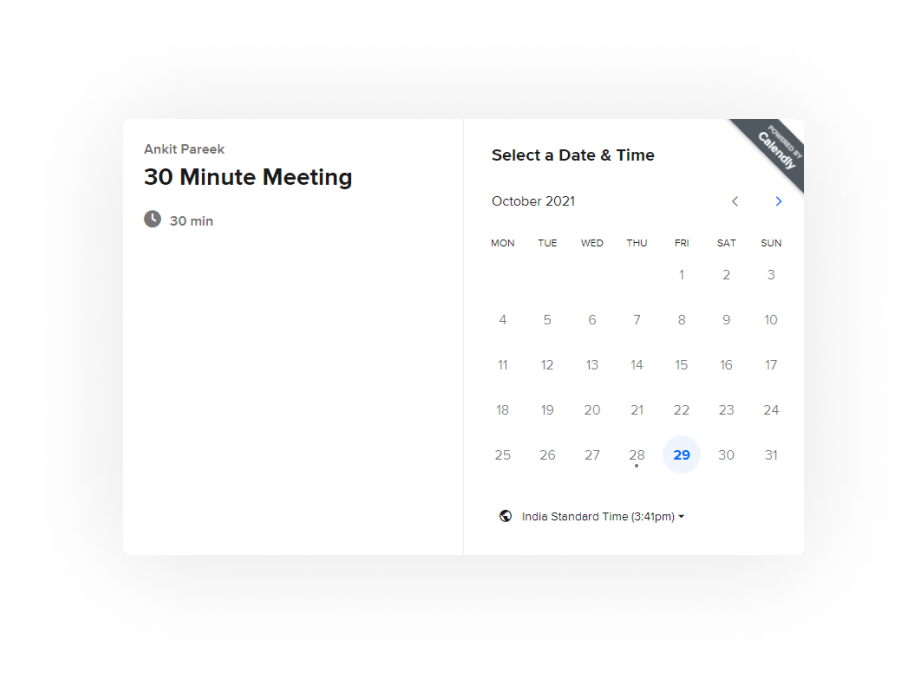 Ankit Pareek
30 Minute Meeting
30 min
Select a Date & Time
POWERED BY
Calendly
October 2021
MON TUE WED THU FRI SAT SUN
1 2 3
4 5 6 7 8 9 10
11 12 13 14 15 16 17
18 19 20 21 22 23 24
25 26 27 28 29 30 31
India Standard Time (3:41pm)